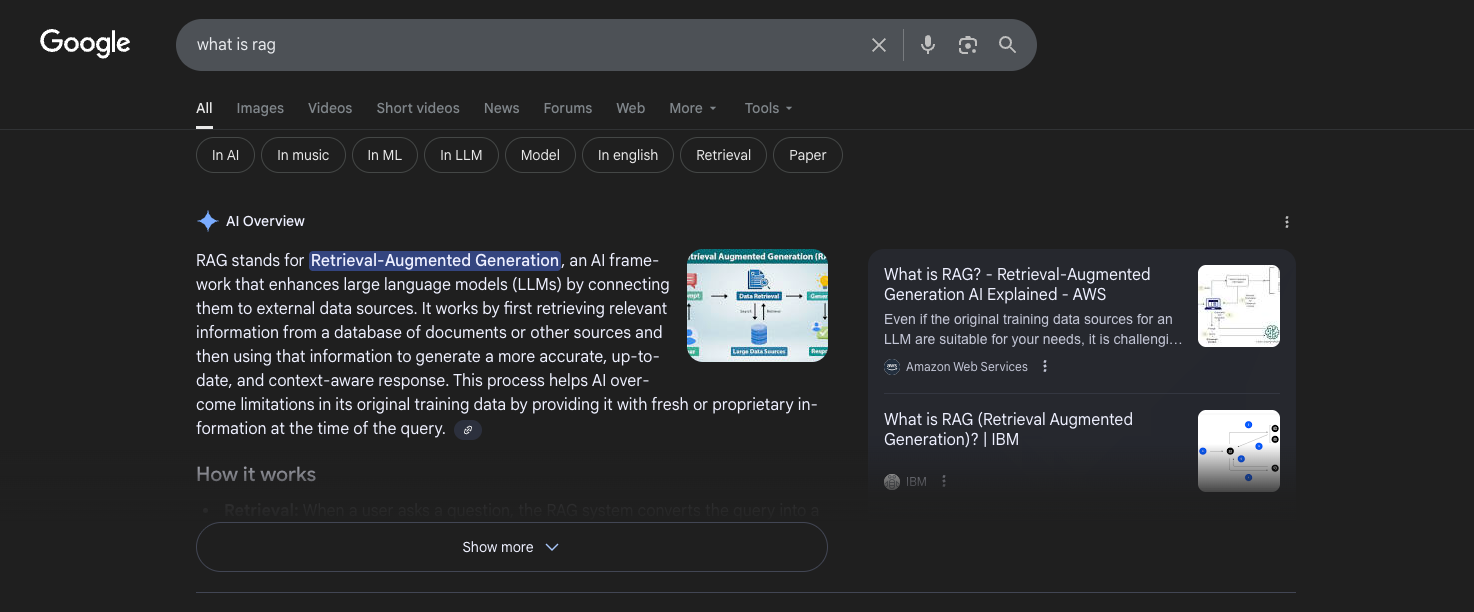 Google
what is rag
All Images Videos Short videos News Forums Web More Tools
In AI In music In ML In LLM Model In english Retrieval Paper
AI Overview
RAG stands for Retrieval-Augmented Generation, an AI frame-
work that enhances large language models (LLMs) by connecting
them to external data sources. It works by first retrieving relevant
information from a database of documents or other sources and
then using that information to generate a more accurate, up-to-
date, and context-aware response. This process helps AI over-
come limitations in its original training data by providing it with fresh or proprietary in-
formation at the time of the query.
How it works
Retrieval: When a user asks a question, the RAG system converts the query into a
Show more
trieval Augmented Generation (R
Data Retrieval
Large Data Sources
What is RAG? - Retrieval-Augmented
Generation AI Explained - AWS
Even if the original training data sources for an
LLM are suitable for your needs, it is challengi...
aws Amazon Web Services
What is RAG (Retrieval Augmented
Generation)? | IBM
IBM